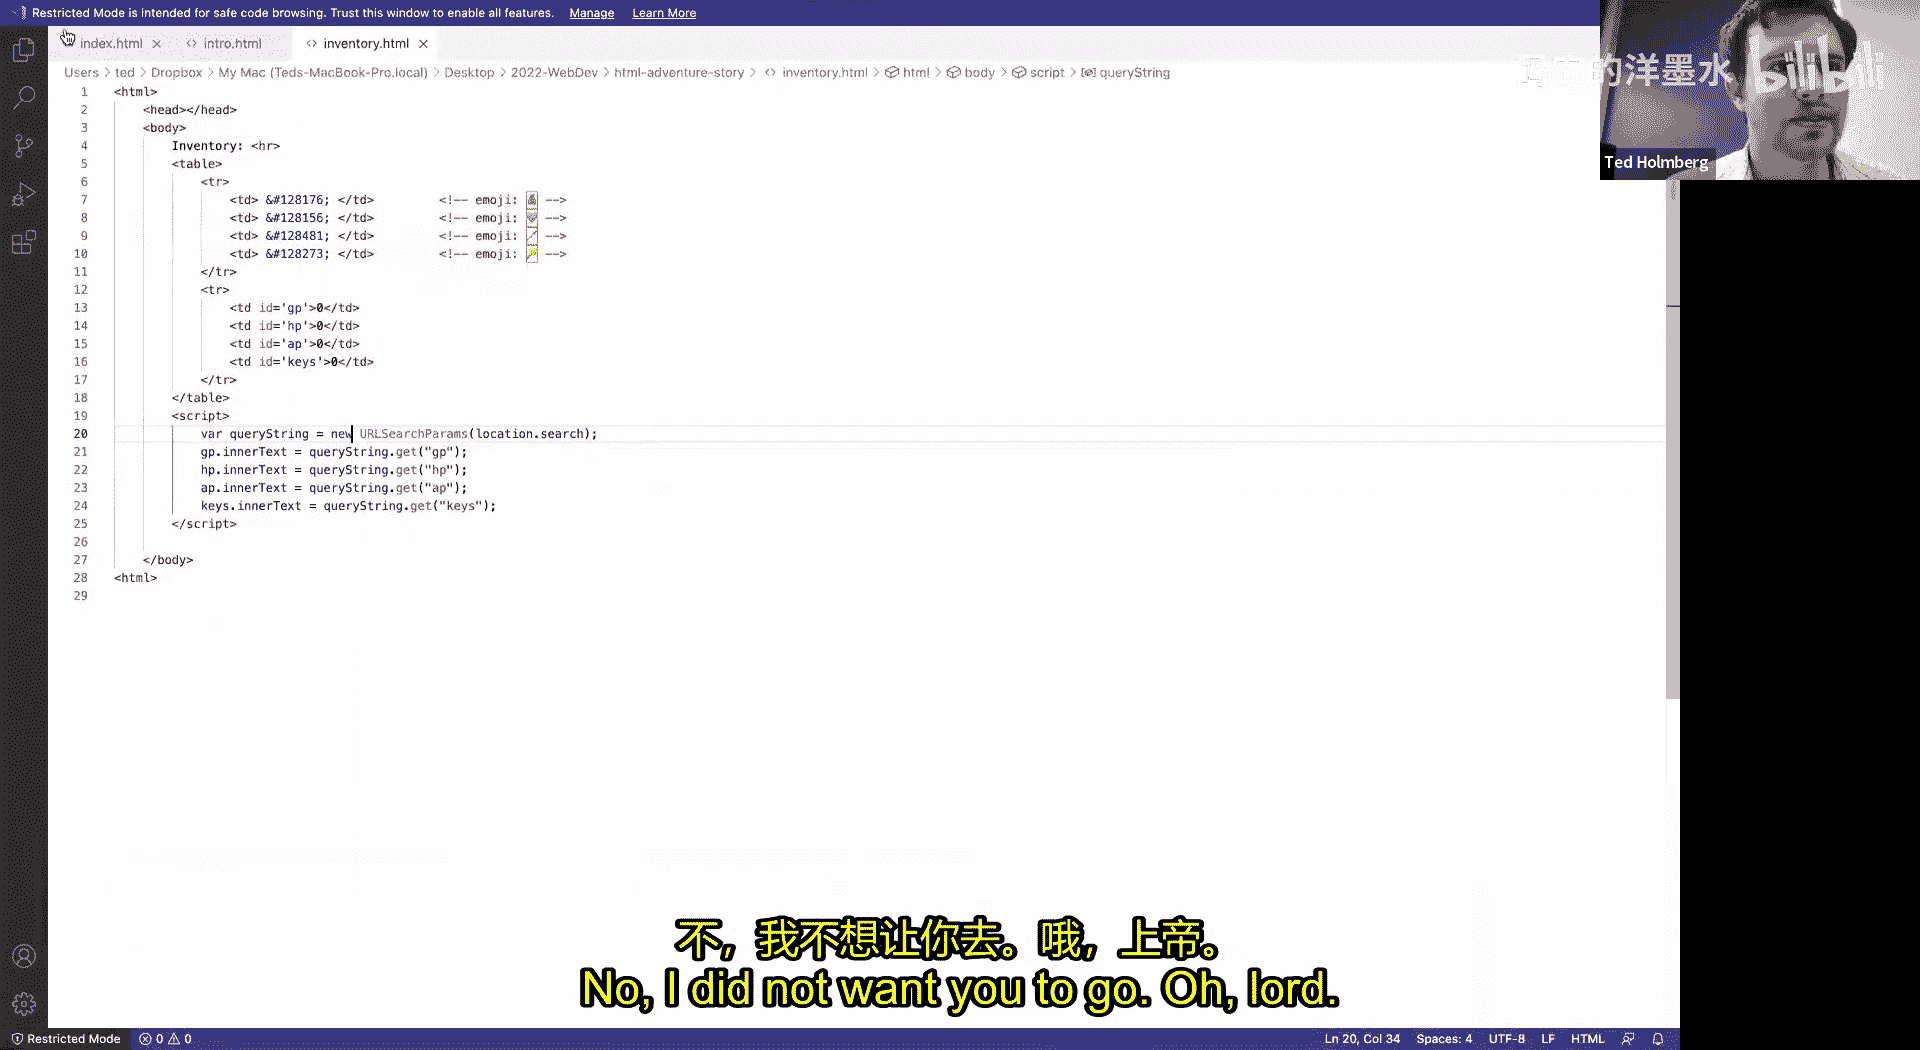 Restricted Mode is intended for safe code browsing. Trust this window to enable all features. Manage Learn More
index.html intro.html inventory.html
Users > ted > Dropbox > My Mac (Teds-MacBook-Pro.local) > Desktop > 2022-WebDev > html-adventure-story > inventory.html > html > body > script > queryString
1 <html>
2 <head></head>
3 <body>
4 Inventory: <hr>
5 <table>
6 <tr>
7 <td> &#128176; </td> <!-- emoji: 💰 -->
8 <td> &#128156; </td> <!-- emoji: 💜 -->
9 <td> &#128481; </td> <!-- emoji: 🗡 -->
10 <td> &#128273; </td> <!-- emoji: 🔑 -->
11 </tr>
12 <tr>
13 <td id='gp'>0</td>
14 <td id='hp'>0</td>
15 <td id='ap'>0</td>
16 <td id='keys'>0</td>
17 </tr>
18 </table>
19 <script>
20 var queryString = new URLSearchParams(location.search);
21 gp.innerText = queryString.get("gp");
22 hp.innerText = queryString.get("hp");
23 ap.innerText = queryString.get("ap");
24 keys.innerText = queryString.get("keys");
25 </script>
26
27 </body>
28 <html>
29
的洋墨水 bilibili
Ted Holmberg
不，我不想让你去。哦，上帝。
No, I did not want you to go. Oh, lord.
Restricted Mode 0 0 Ln 20, Col 34 Spaces: 4 UTF-8 LF HTML